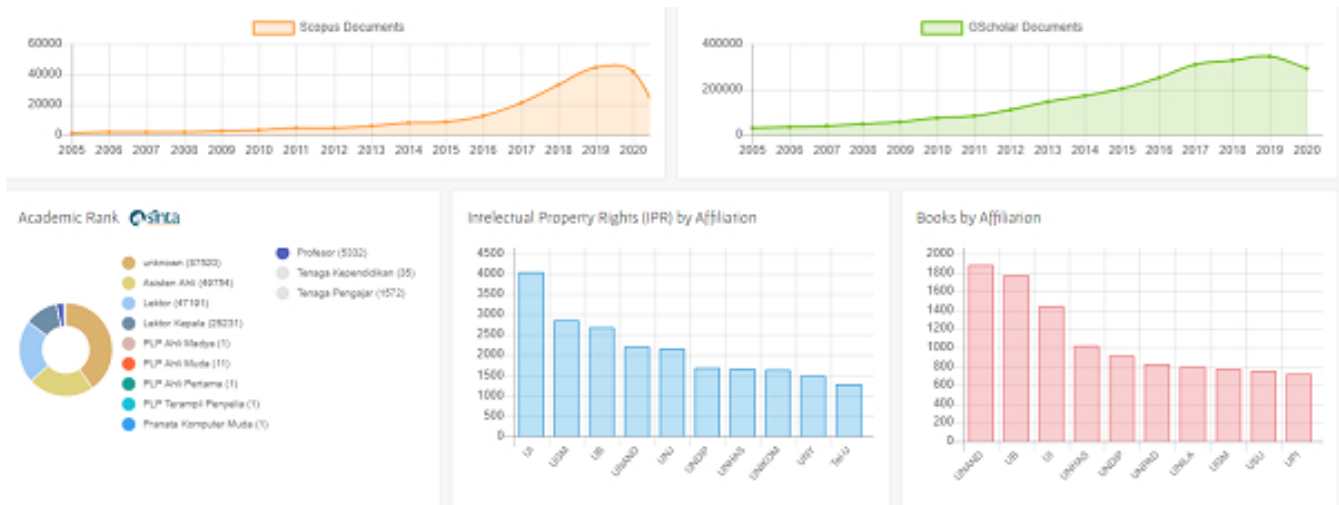 Scopus Documents
60000
40000
20000
0
2005 2006 2007 2008 2009 2010 2011 2012 2013 2014 2015 2016 2017 2018 2019 2020
GScholar Documents
400000
200000
0
2005 2006 2007 2008 2009 2010 2011 2012 2013 2014 2015 2016 2017 2018 2019 2020
Academic Rank sinta
unknown
Asisten Ahli (49754)
Lektor (47191)
Lektor Kepala (25231)
PLP Ahli Madya (1)
PLP Ahli Muda (11)
PLP Ahli Pertama (1)
PLP Terampil Penyelia (1)
Pranata Komputer Muda (1)
Profesor (5332)
Tenaga Kependidikan (35)
Tenaga Pengajar (1572)
Intelectual Property Rights (IPR) by Affiliation
4500
4000
3500
3000
2500
2000
1500
1000
500
0
UI UGM UB UNAND UNJ UNDIP UNHAS UNIKOM UNY Tel-U
Books by Affiliation
2000
1800
1600
1400
1200
1000
800
600
400
200
0
UNAND UB UI UNHAS UNDIP UNPAD UNILA UGM USU UPI